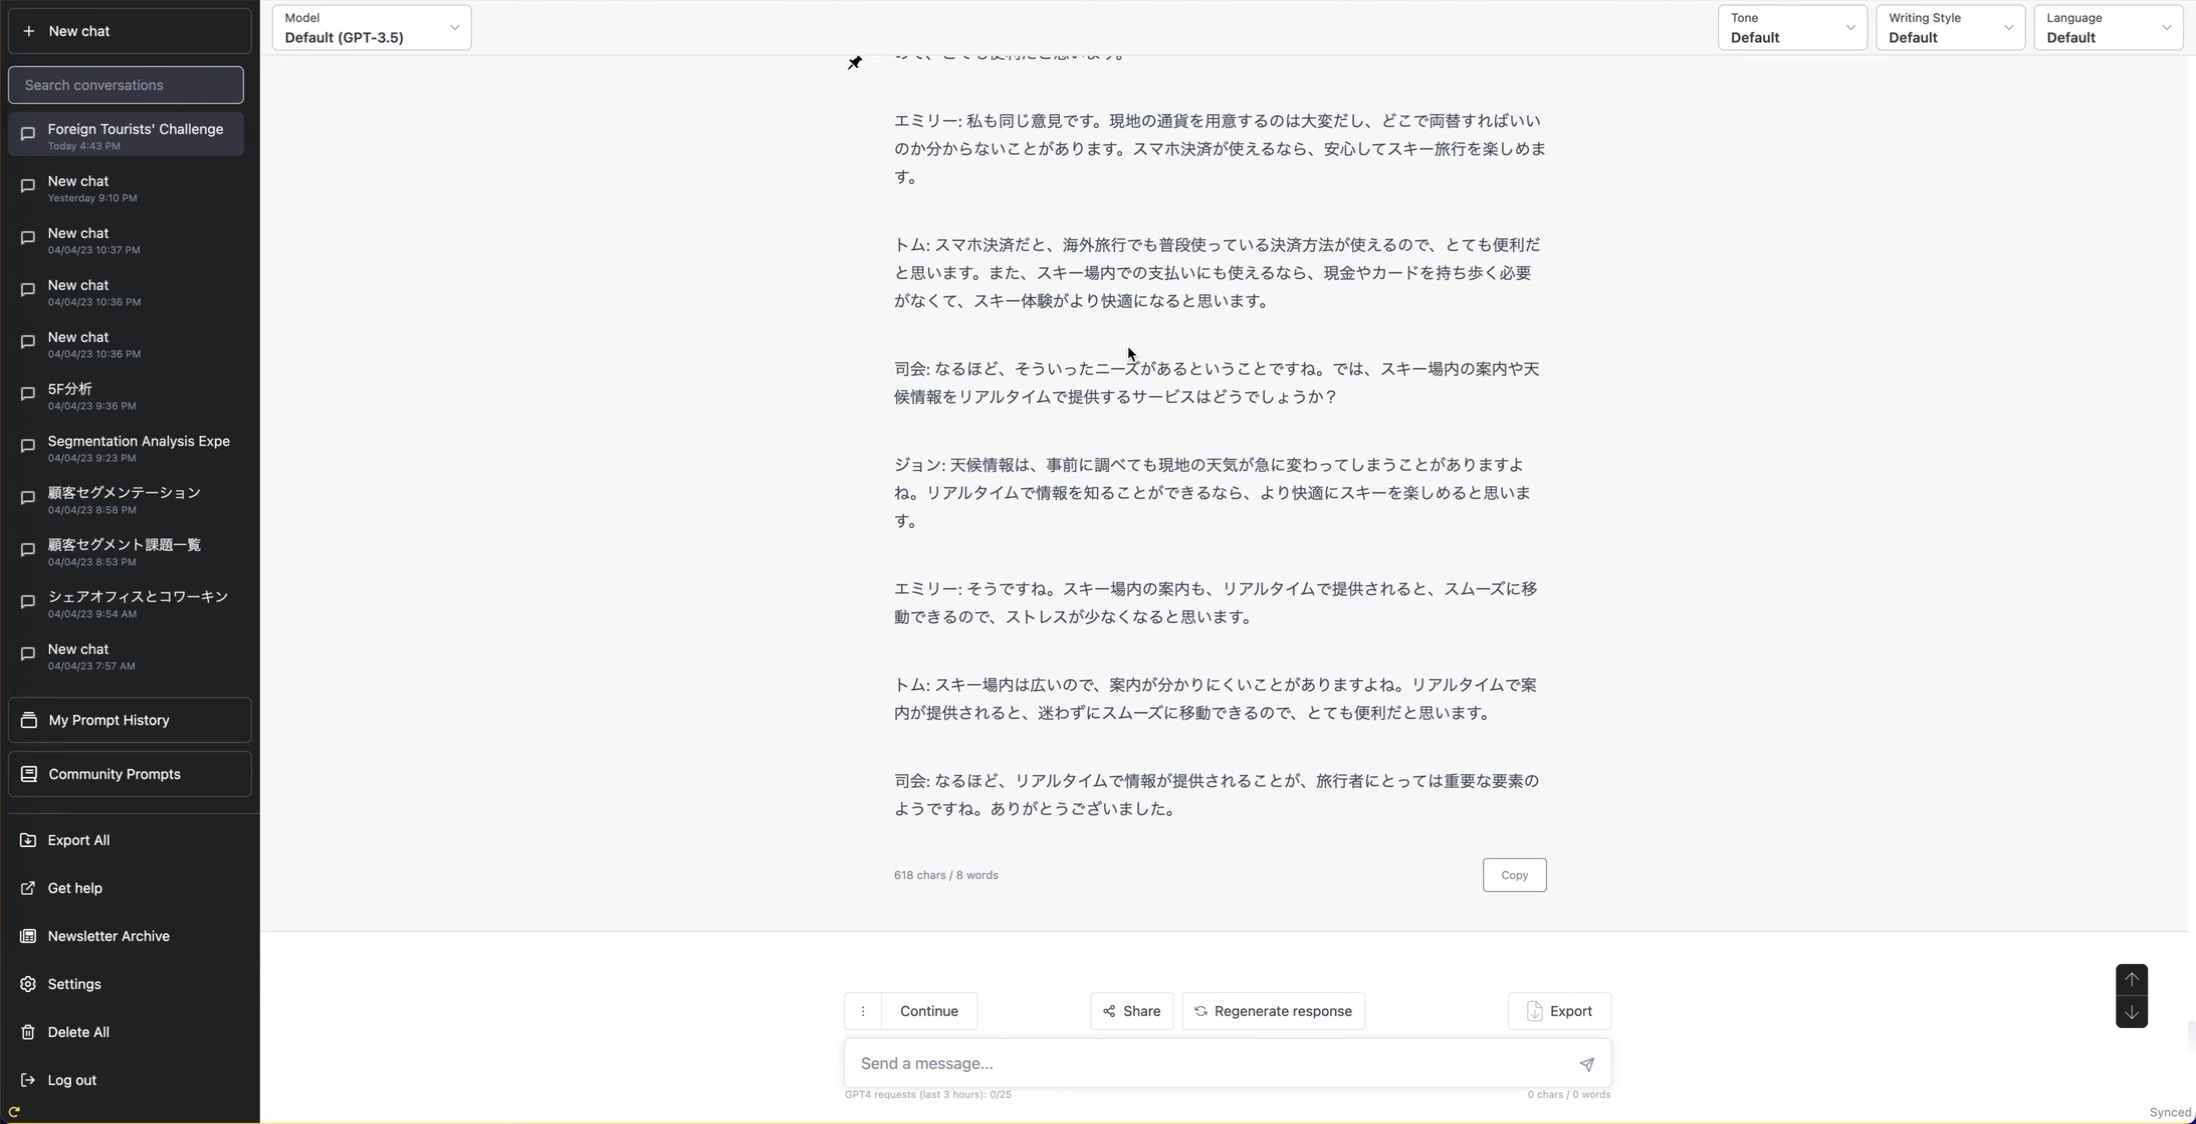 New chat
Search conversations
Foreign Tourists' Challenge
Today 4:43 PM
New chat
Yesterday 9:10 PM
New chat
04/04/23 10:37 PM
New chat
04/04/23 10:36 PM
New chat
04/04/23 10:36 PM
5F分析
04/04/23 9:36 PM
Segmentation Analysis Expe
04/04/23 9:23 PM
顧客セグメンテーション
04/04/23 8:58 PM
顧客セグメント課題一覧
04/04/23 8:53 PM
シェアオフィスとコワーキン
04/04/23 9:54 AM
New chat
04/04/23 7:57 AM
My Prompt History
Community Prompts
Export All
Get help
Newsletter Archive
Settings
Delete All
Log out
Model
Default (GPT-3.5)
Tone
Default
Writing Style
Default
Language
Default
ので、とても便利だと思います。
エミリー: 私も同じ意見です。現地の通貨を用意するのは大変だし、どこで両替すればいい
のか分からないことがあります。スマホ決済が使えるなら、安心してスキー旅行を楽しめま
す。
トム: スマホ決済だと、海外旅行でも普段使っている決済方法が使えるので、とても便利だ
と思います。また、スキー場内での支払いにも使えるなら、現金やカードを持ち歩く必要
がなくて、スキー体験がより快適になると思います。
司会: なるほど、そういったニーズがあるということですね。では、スキー場内の案内や天
候情報をリアルタイムで提供するサービスはどうでしょうか？
ジョン: 天候情報は、事前に調べても現地の天気が急に変わってしまうことがありますよ
ね。リアルタイムで情報を知ることができるなら、より快適にスキーを楽しめると思いま
す。
エミリー: そうですね。スキー場内の案内も、リアルタイムで提供されると、スムーズに移
動できるので、ストレスが少なくなると思います。
トム: スキー場内は広いので、案内が分かりにくいことがありますよね。リアルタイムで案
内が提供されると、迷わずにスムーズに移動できるので、とても便利だと思います。
司会: なるほど、リアルタイムで情報が提供されることが、旅行者にとっては重要な要素の
ようですね。ありがとうございました。
618 chars / 8 words
Copy
Continue
Share
Regenerate response
Export
Send a message...
GPT4 requests (last 3 hours): 0/25
0 chars / 0 words
Synced